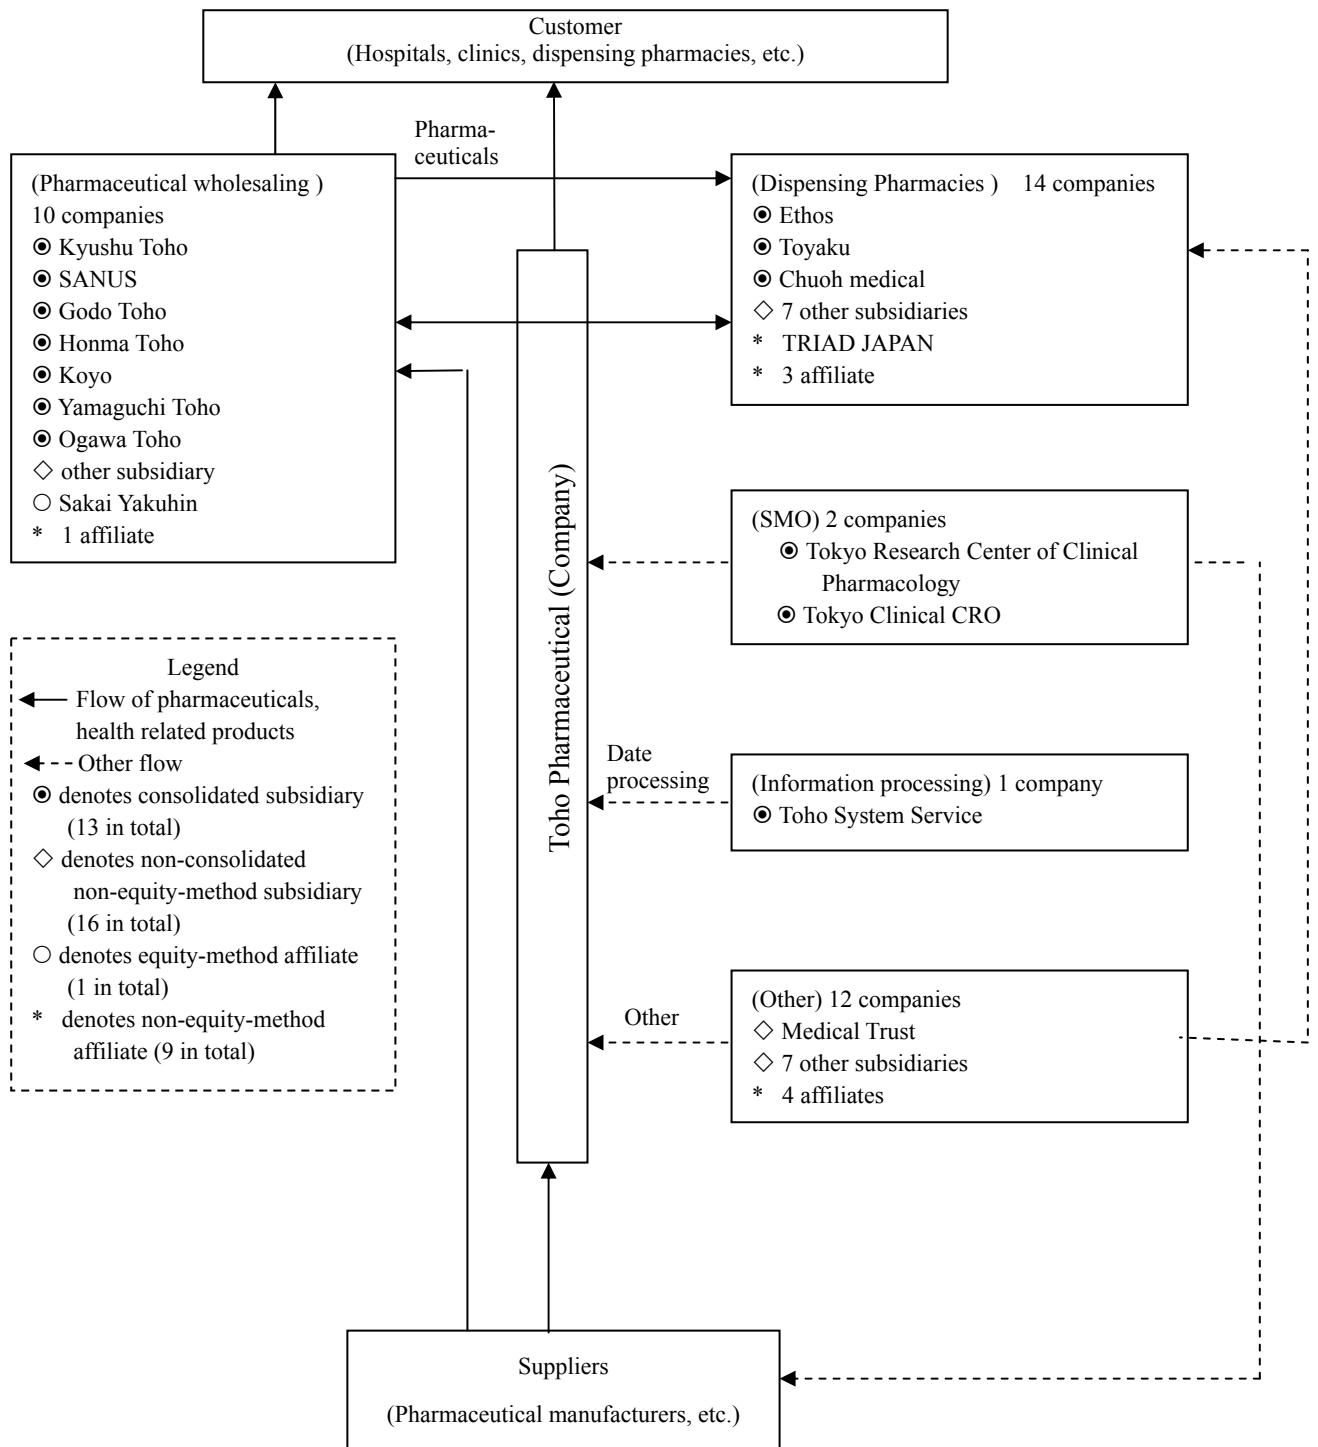 Customer
(Hospitals, clinics, dispensing pharmacies, etc.)
Pharma-
ceuticals
(Pharmaceutical wholesaling )
10 companies
◉ Kyushu Toho
◉ SANUS
◉ Godo Toho
◉ Honma Toho
◉ Koyo
◉ Yamaguchi Toho
◉ Ogawa Toho
◇ other subsidiary
○ Sakai Yakuhin
* 1 affiliate
(Dispensing Pharmacies ) 14 companies
◉ Ethos
◉ Toyaku
◉ Chuoh medical
◇ 7 other subsidiaries
* TRIAD JAPAN
* 3 affiliate
Toho Pharmaceutical (Company)
(SMO) 2 companies
◉ Tokyo Research Center of Clinical
Pharmacology
◉ Tokyo Clinical CRO
Legend
Flow of pharmaceuticals,
health related products
Other flow
◉ denotes consolidated subsidiary
(13 in total)
◇ denotes non-consolidated
non-equity-method subsidiary
(16 in total)
○ denotes equity-method affiliate
(1 in total)
* denotes non-equity-method
affiliate (9 in total)
Date
processing
(Information processing) 1 company
◉ Toho System Service
Other
(Other) 12 companies
◇ Medical Trust
◇ 7 other subsidiaries
* 4 affiliates
Suppliers
(Pharmaceutical manufacturers, etc.)